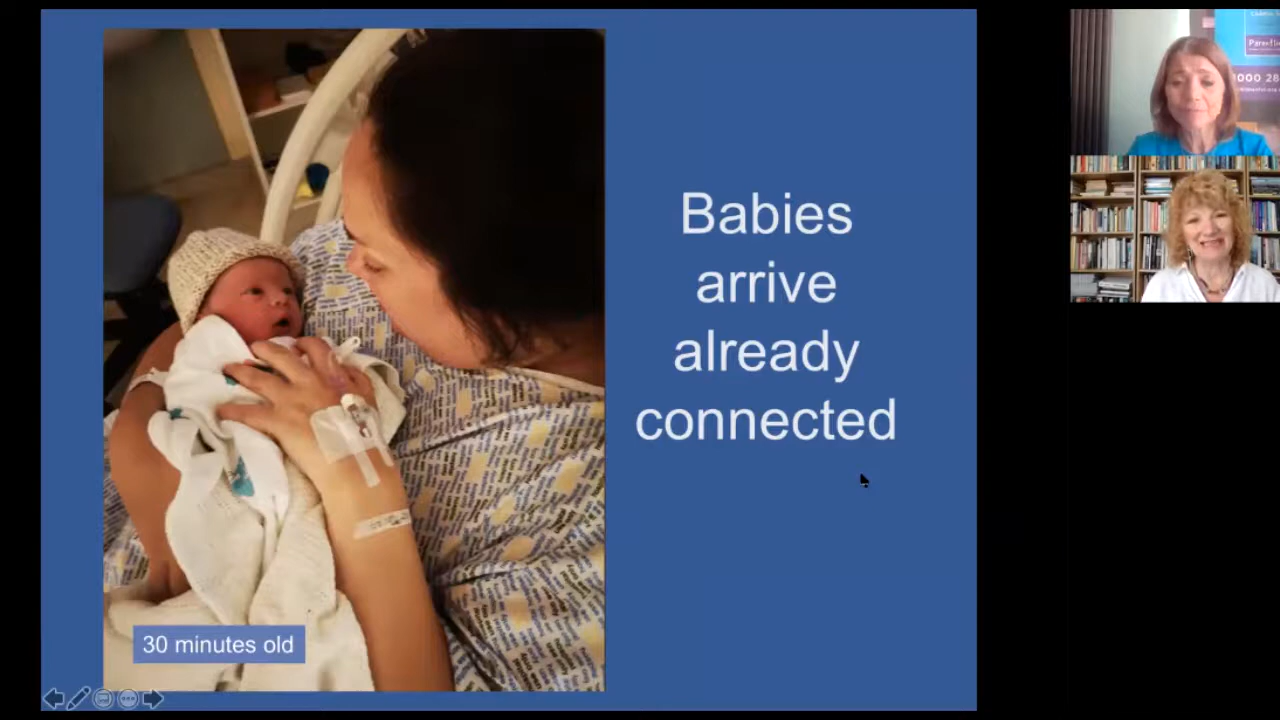 Babies
arrive
already
connected
30 minutes old